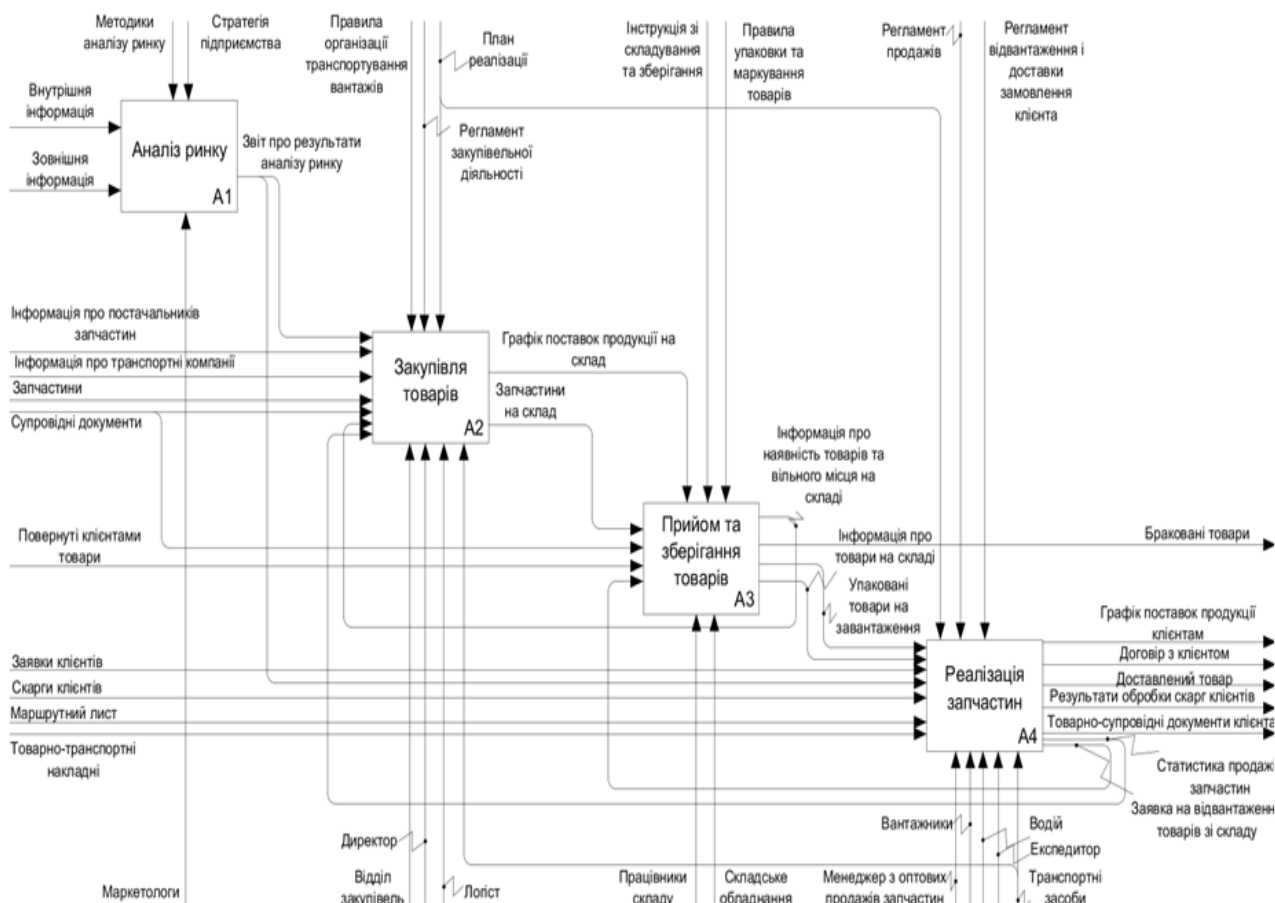 Методики
аналізу ринку
Стратегія
підприємства
Правила
організації
транспортування
вантажів
План
реалізації
Інструкція зі
складування
та зберігання
Правила
упаковки та
маркування
товарів
Регламент
продажів
Регламент
відвантаження і
доставки
замовлення
клієнта
Внутрішня
інформація
Зовнішня
інформація
Аналіз ринку
A1
Звіт про результати
аналізу ринку
Регламент
закупівельної
діяльності
Інформація про постачальників
запчастин
Інформація про транспортні компанії
Запчастини
Супровідні документи
Закупівля
товарів
A2
Графік поставок продукції на
склад
Запчастини
на склад
Інформація про
наявність товарів та
вільного місця на
складі
Повернуті клієнтами
товари
Прийом та
зберігання
товарів
A3
Інформація про
товари на складі
Упаковані
товари на
завантаження
Браковані товари
Заявки клієнтів
Скарги клієнтів
Маршрутний лист
Товарно-транспортні
накладні
Реалізація
запчастин
A4
Графік поставок продукції
клієнтам
Договір з клієнтом
Доставлений товар
Результати обробки скарг клієнтів
Товарно-супровідні документи клієнта
Статистика продажі
запчастин
Заявка на відвантаженн
товарів зі складу
Маркетологи
Директор
Відділ
закупівель
Логіст
Працівники
складу
Складське
обладнання
Вантажники
Менеджер з оптових
продажів запчастин
Водій
Експедитор
Транспортні
засоби